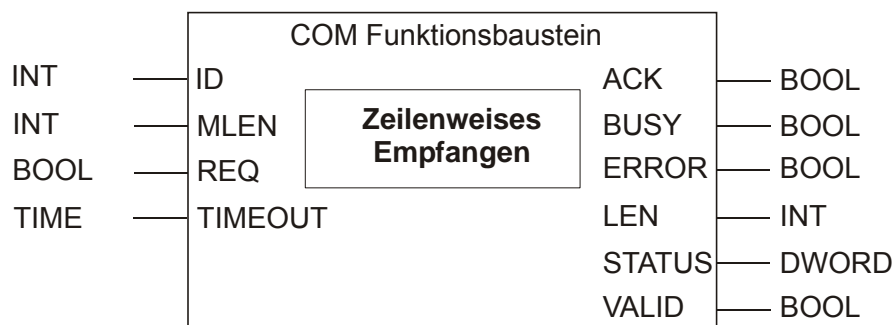 COM Funktionsbaustein
INT ID ACK BOOL
INT MLEN Zeilenweises BUSY BOOL
BOOL REQ Empfangen ERROR BOOL
TIME TIMEOUT LEN INT
STATUS DWORD
VALID BOOL